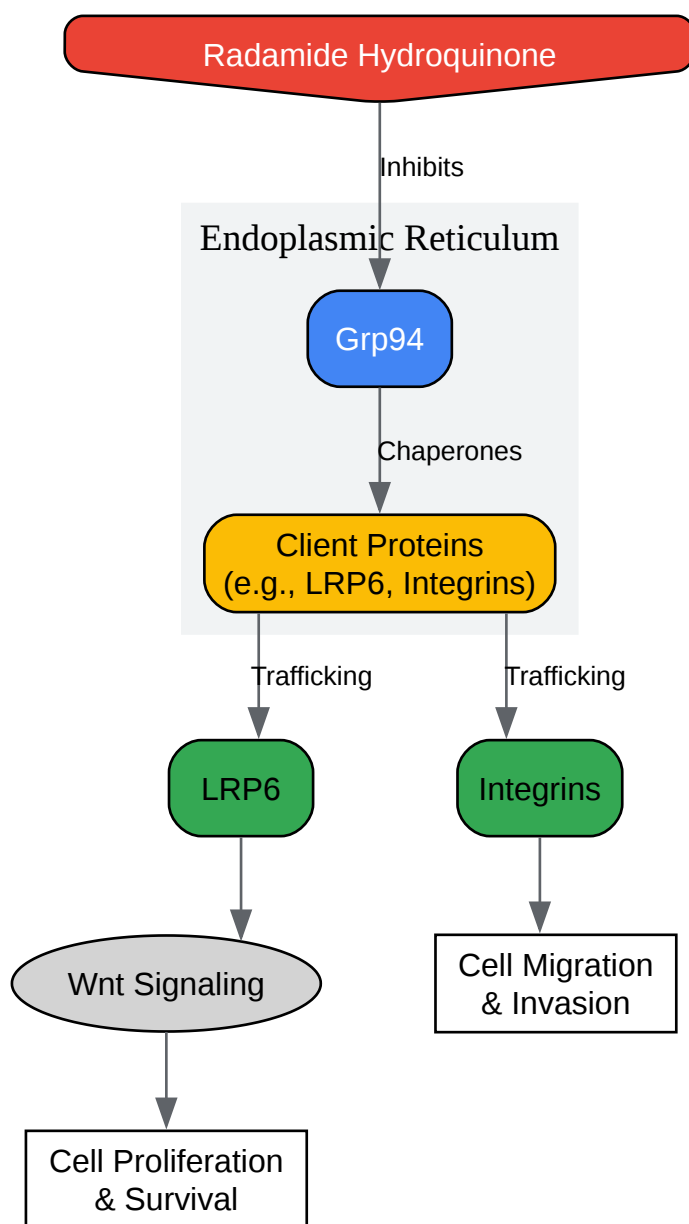 Radamide Hydroquinone
Inhibits
Endoplasmic Reticulum
Grp94
Chaperones
Client Proteins
(e.g., LRP6, Integrins)
Trafficking
Trafficking
LRP6
Integrins
Wnt Signaling
Cell Migration
& Invasion
Cell Proliferation
& Survival